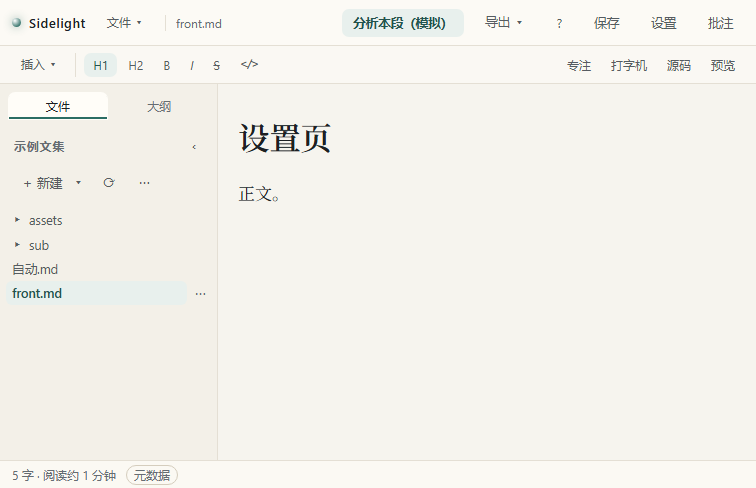 Sidelight 文件 front.md 分析本段（模拟） 导出 ? 保存 设置 批注
插入 H1 H2 B I S </> 专注 打字机 源码 预览
文件 大纲
示例文集
+ 新建 ...
assets
sub
自动.md
front.md ...
设置页
正文。
5 字 · 阅读约 1 分钟 元数据